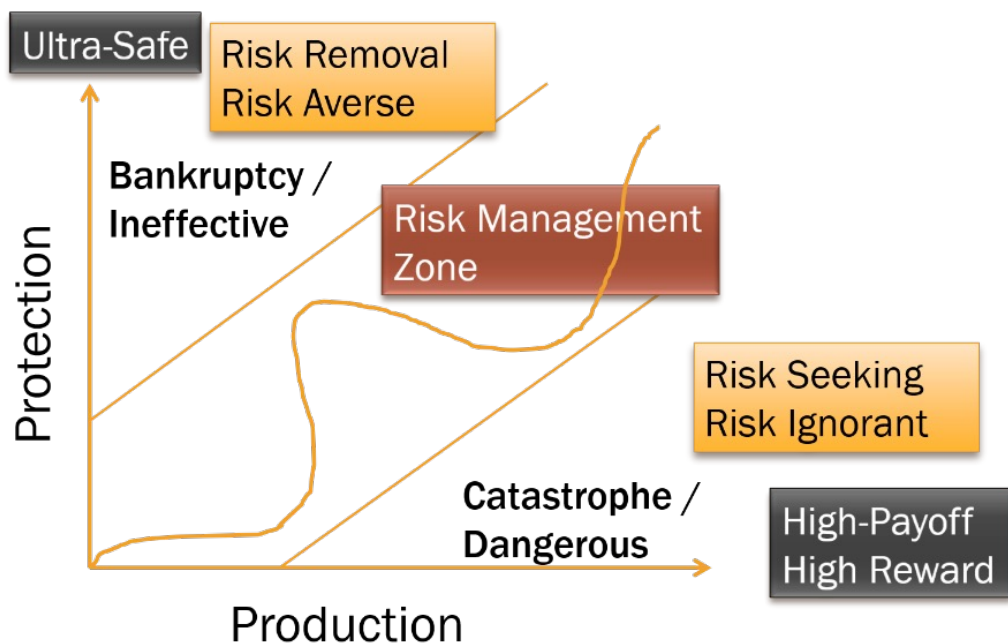 Ultra-Safe
Risk Removal
Risk Averse
Bankruptcy /
Ineffective
Risk Management
Zone
Protection
Risk Seeking
Risk Ignorant
Catastrophe /
Dangerous
High-Payoff
High Reward
Production